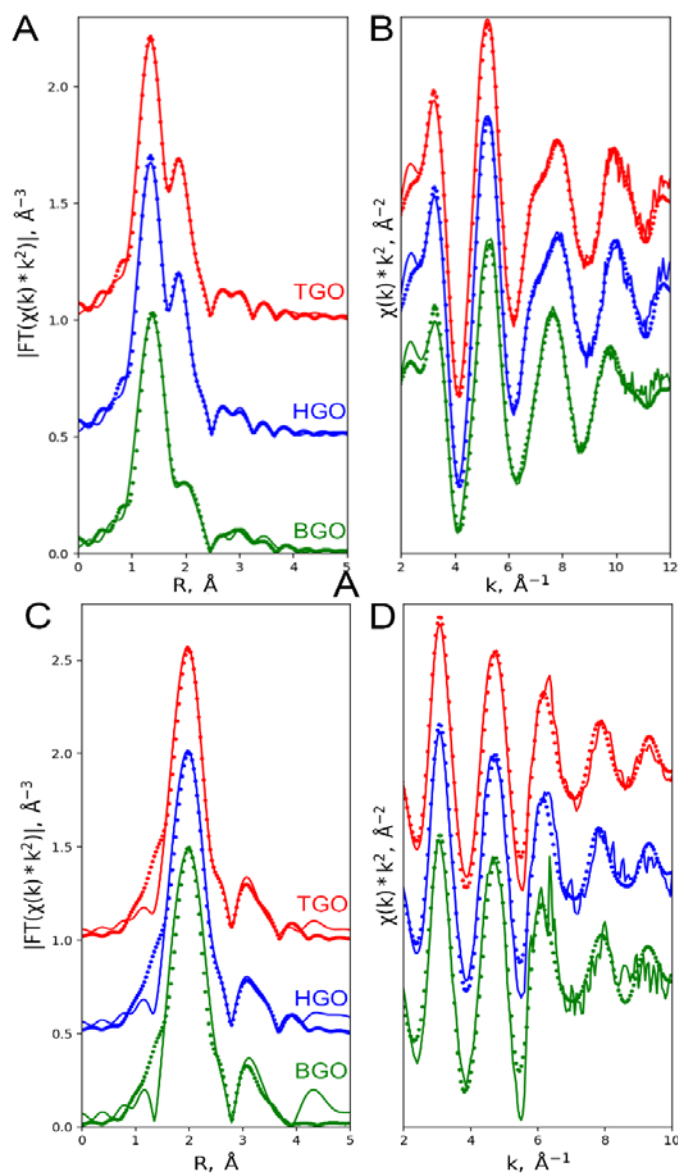 A
B
|FT(χ(k)*k²)|, Å⁻³
2.0
1.5
1.0
0.5
0.0
TGO
HGO
BGO
0 1 2 3 4 5
R, Å
χ(k)*k², Å⁻²
2 4 6 8 10 12
k, Å⁻¹
A
C
D
|FT(χ(k)*k²)|, Å⁻³
2.5
2.0
1.5
1.0
0.5
0.0
TGO
HGO
BGO
0 1 2 3 4 5
R, Å
χ(k)*k², Å⁻²
2 4 6 8 10
k, Å⁻¹